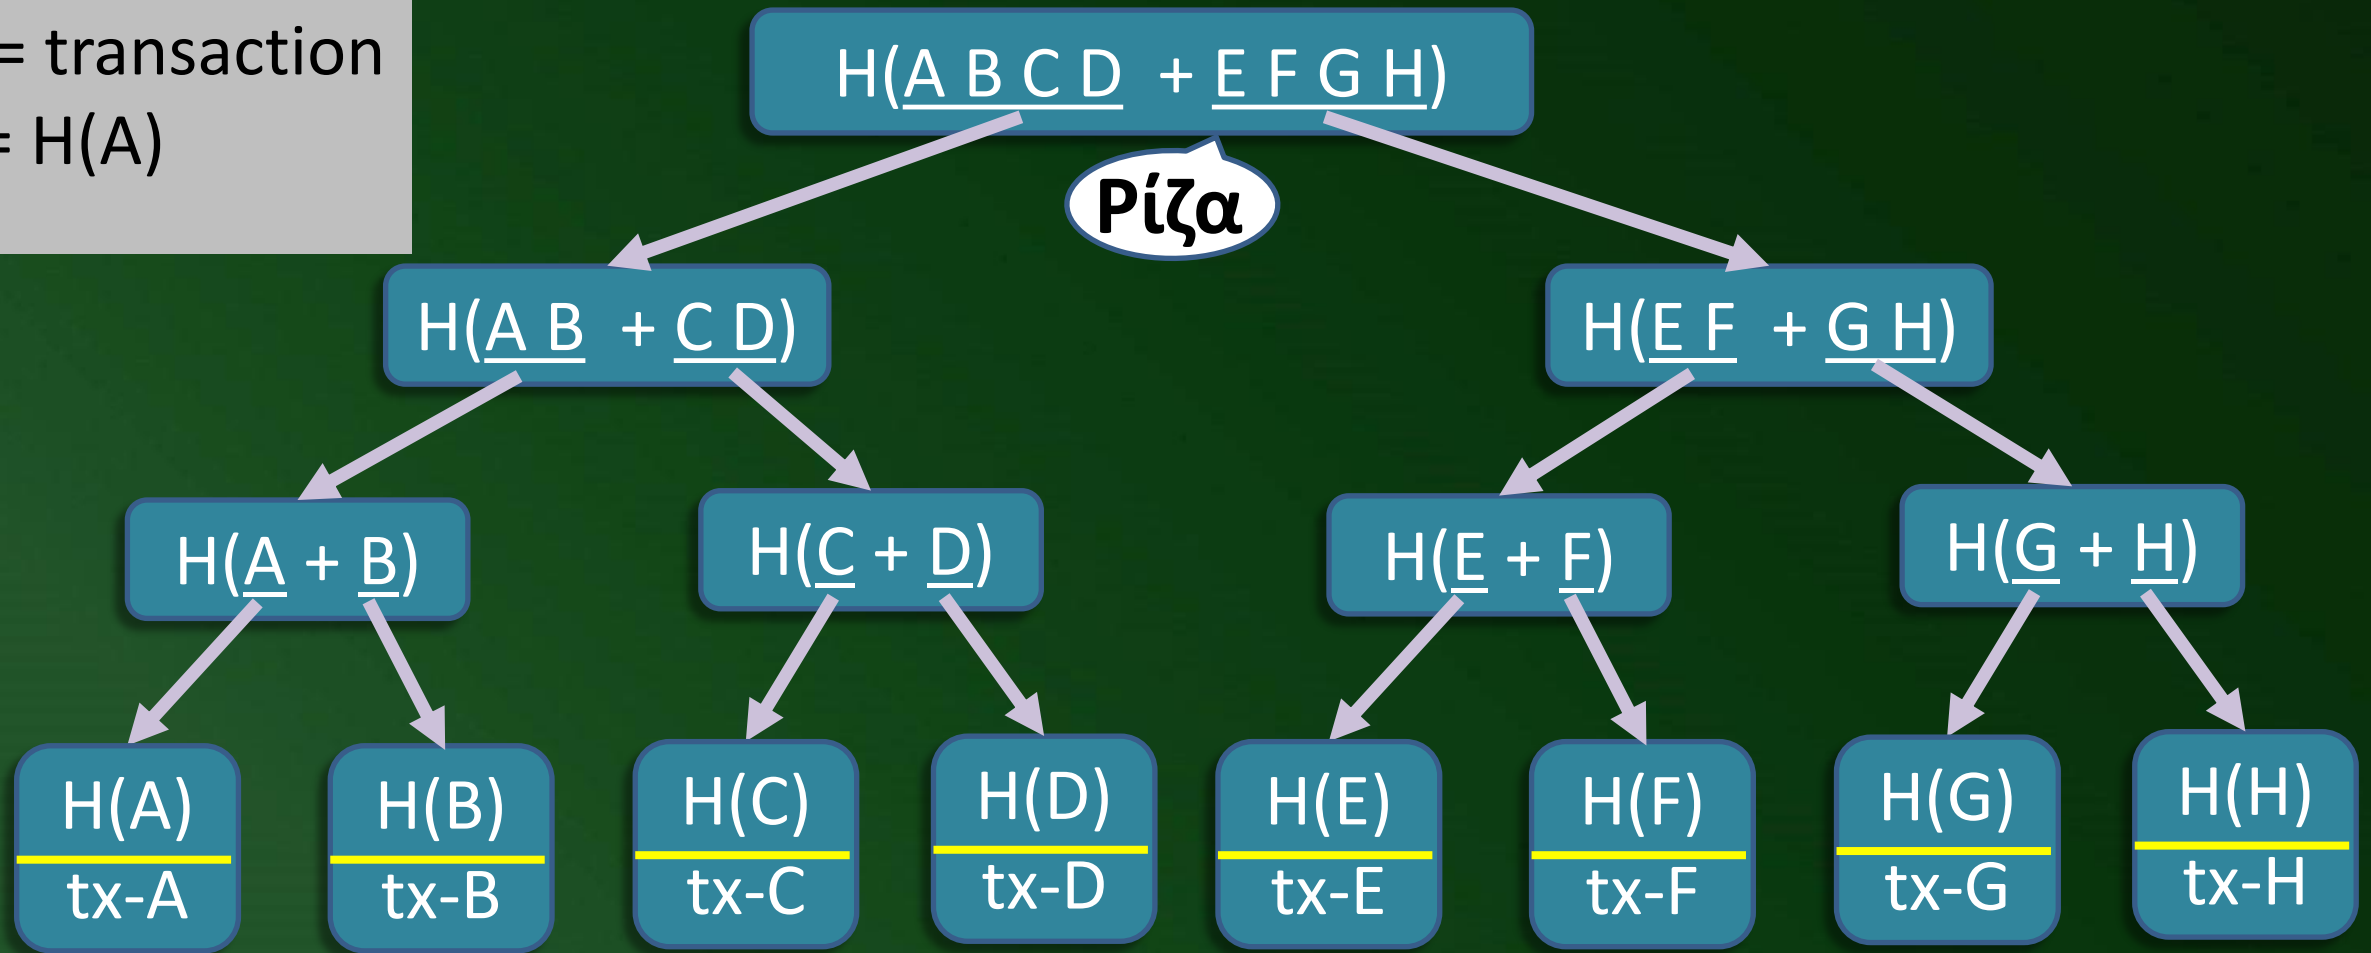 = transaction
= H(A)
H(A B C D + E F G H)
Ρίζα
H(A B + C D)
H(E F + G H)
H(A + B)
H(C + D)
H(E + F)
H(G + H)
H(A)
tx-A
H(B)
tx-B
H(C)
tx-C
H(D)
tx-D
H(E)
tx-E
H(F)
tx-F
H(G)
tx-G
H(H)
tx-H